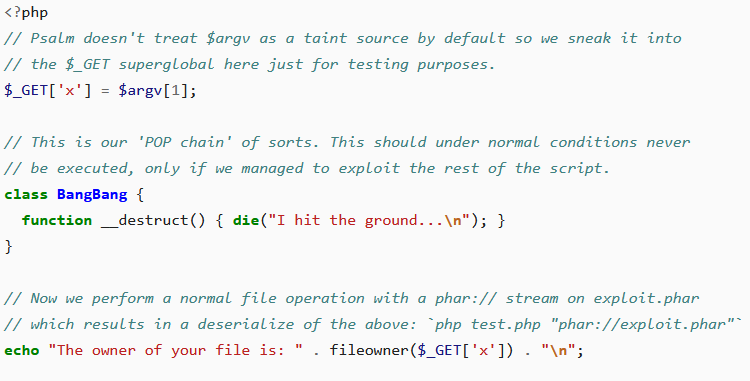 <?php
// Psalm doesn't treat $argv as a taint source by default so we sneak it into
// the $_GET superglobal here just for testing purposes.
$_GET['x'] = $argv[1];
// This is our 'POP chain' of sorts. This should under normal conditions never
// be executed, only if we managed to exploit the rest of the script.
class BangBang {
  function __destruct() { die("I hit the ground...\n"); }
}
// Now we perform a normal file operation with a phar:// stream on exploit.phar
// which results in a deserialize of the above: `php test.php "phar://exploit.phar"`
echo "The owner of your file is: " . fileowner($_GET['x']) . "\n";